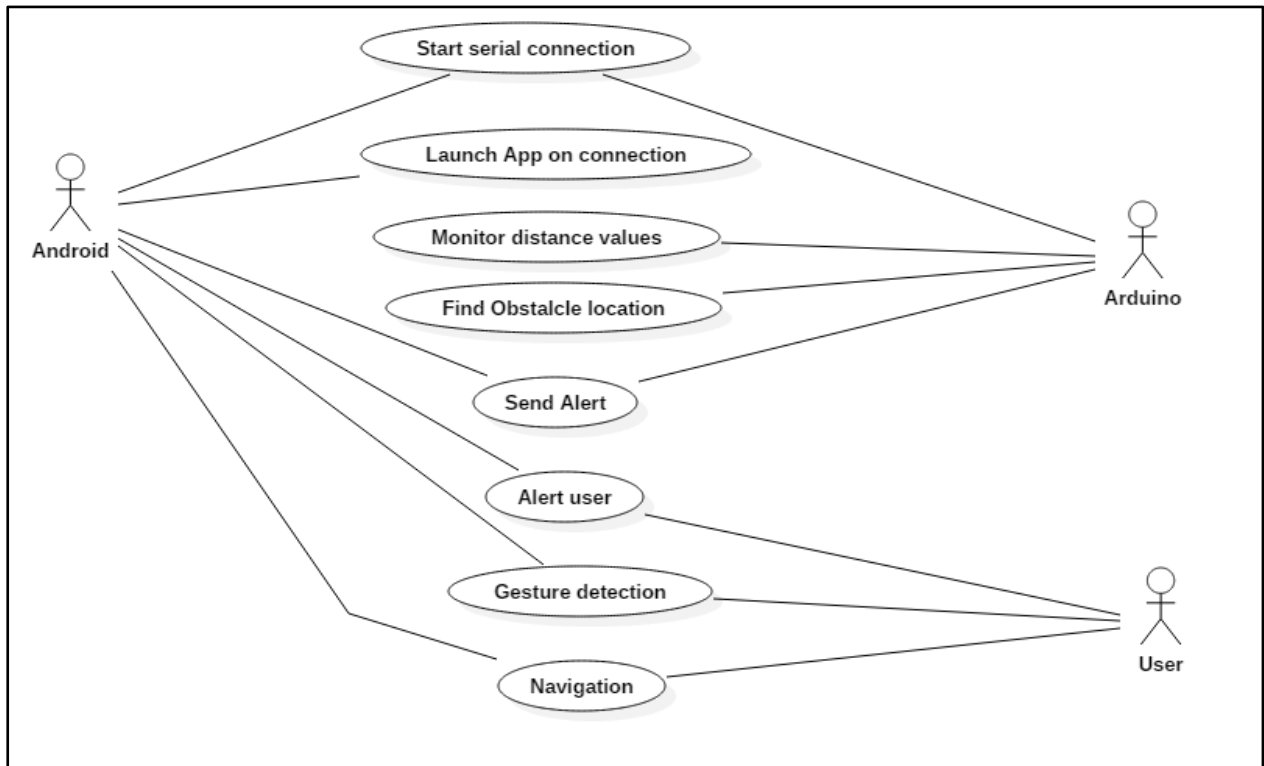 Start serial connection
Launch App on connection
Android
Monitor distance values
Arduino
Find Obstalcle location
Send Alert
Alert user
Gesture detection
User
Navigation